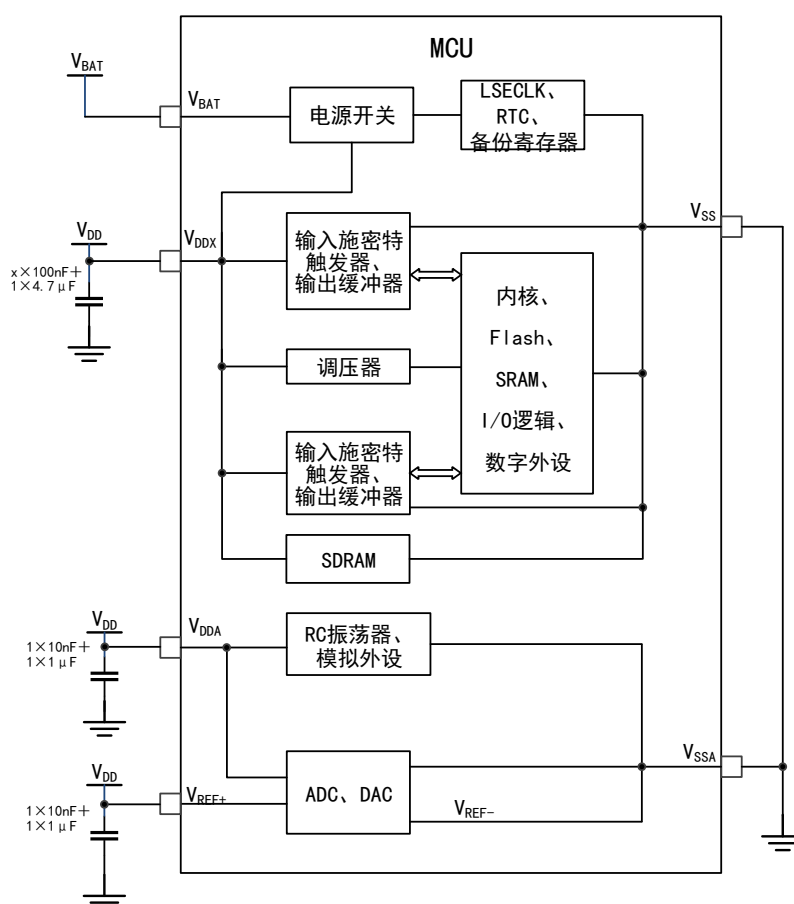 MCU
VBAT
VBAT
电源开关
LSECLK、
RTC、
备份寄存器
VDD
VDDX
VSS
x×100nF+
1×4.7μF
输入施密特
触发器、
输出缓冲器
内核、
Flash、
SRAM、
I/O逻辑、
数字外设
调压器
输入施密特
触发器、
输出缓冲器
SDRAM
VDD
VDDA
1×10nF+
1×1μF
RC振荡器、
模拟外设
VDD
VREF+
1×10nF+
1×1μF
ADC、DAC
VREF-
VSSA